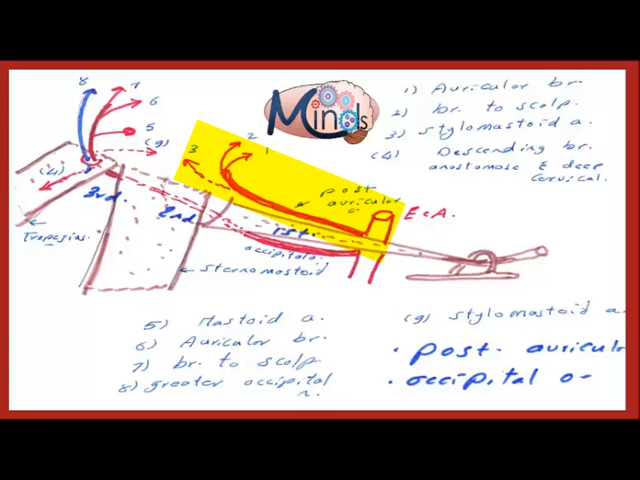 8
7
6
5
(9)
(4)
3
2
1
Minds
1) Auricular br.
2) br. to scalp.
3) stylomastoid a.
(4) Descending br.
anastomose & deep
cervical.
post
auricular
E C A.
3rd.
2nd.
1st.
occipital a.
Trapezius.
sternomastoid
5) Mastoid a.
6) Auricular br.
7) br. to scalp.
8) greater occipital
n.
(9) stylomastoid a.
• post. auricul
• occipital a-